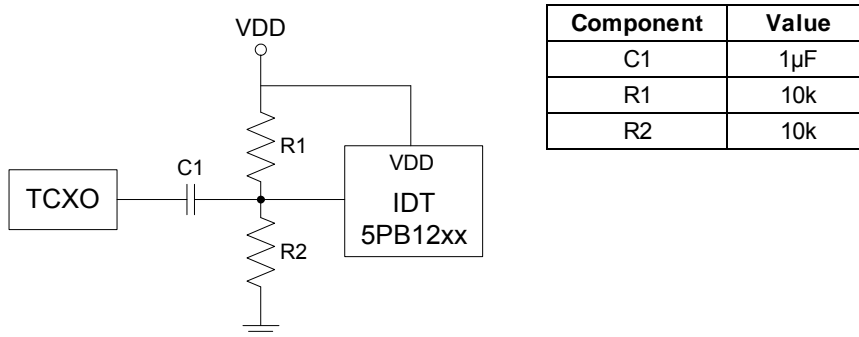 VDD
R1
C1
TCXO
VDD
IDT
5PB12xx
R2
Component Value
C1 1µF
R1 10k
R2 10k